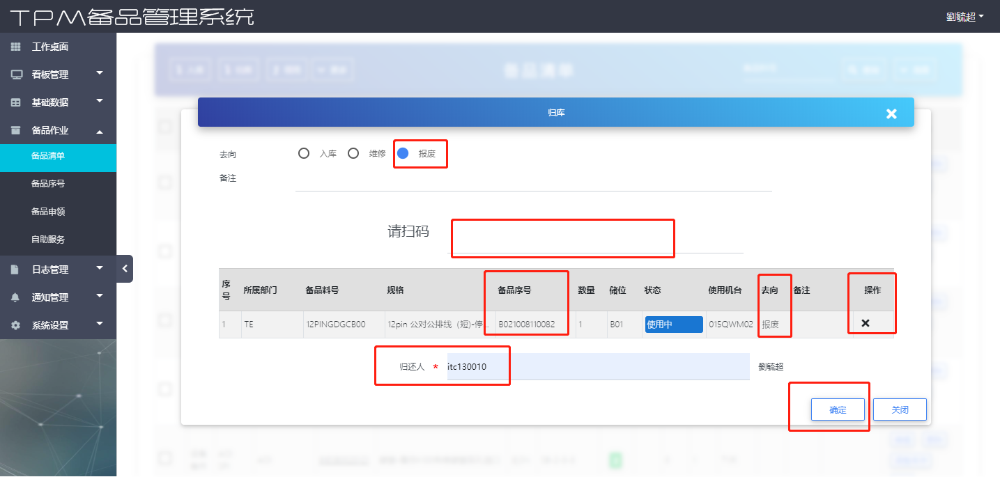 TPM备品管理系统
劉毓超
工作桌面
看板管理
基础数据
备品作业
备品清单
备品序号
备品申领
自助服务
日志管理
通知管理
系统设置
备品清单
归库
去向 入库 维修 报废
备注
请扫码
序号 所属部门 备品料号 规格 备品序号 数量 储位 状态 使用机台 去向 备注 操作
1 TE 12PINGDGCB00 12pin 公对公排线（短)-停... B021008110082 1 B01 使用中 015QWM02 报废
归还人 * itc130010 劉毓超
确定 关闭